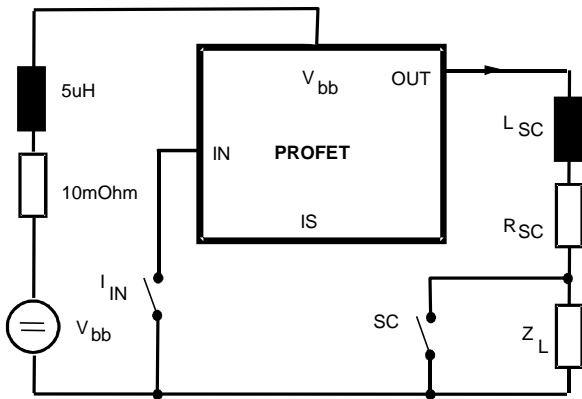 5uH
V bb
OUT
L SC
IN
PROFET
10mOhm
IS
R SC
I IN
V bb
SC
Z L